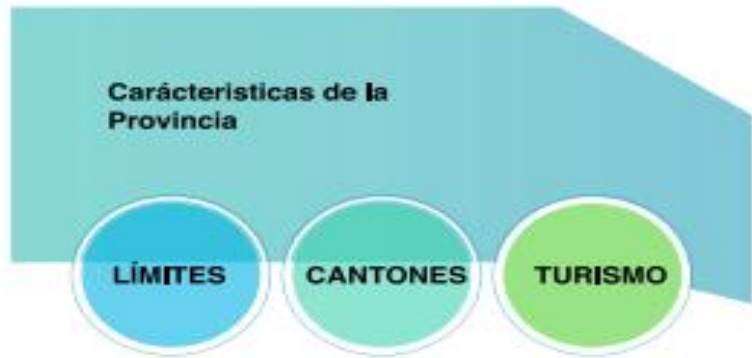 Carácteristicas de la
Provincia
LÍMITES
CANTONES
TURISMO